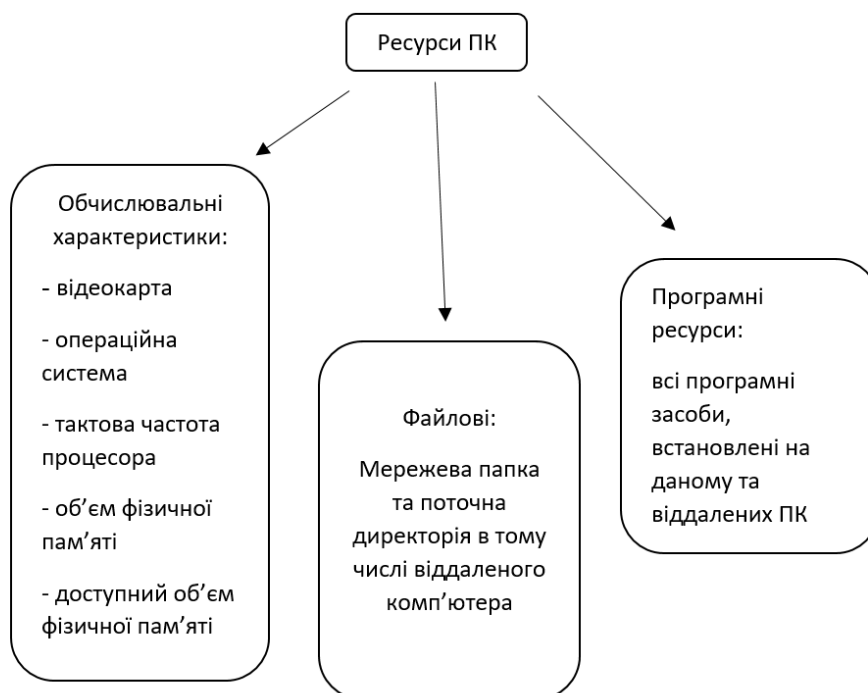 Ресурси ПК
Обчислювальні
характеристики:
- відеокарта
- операційна
система
- тактова частота
процесора
- об’єм фізичної
пам’яті
- доступний об’єм
фізичної пам’яті
Файлові:
Мережева папка
та поточна
директорія в тому
числі віддаленого
комп’ютера
Програмні
ресурси:
всі програмні
засоби,
встановлені на
даному та
віддалених ПК